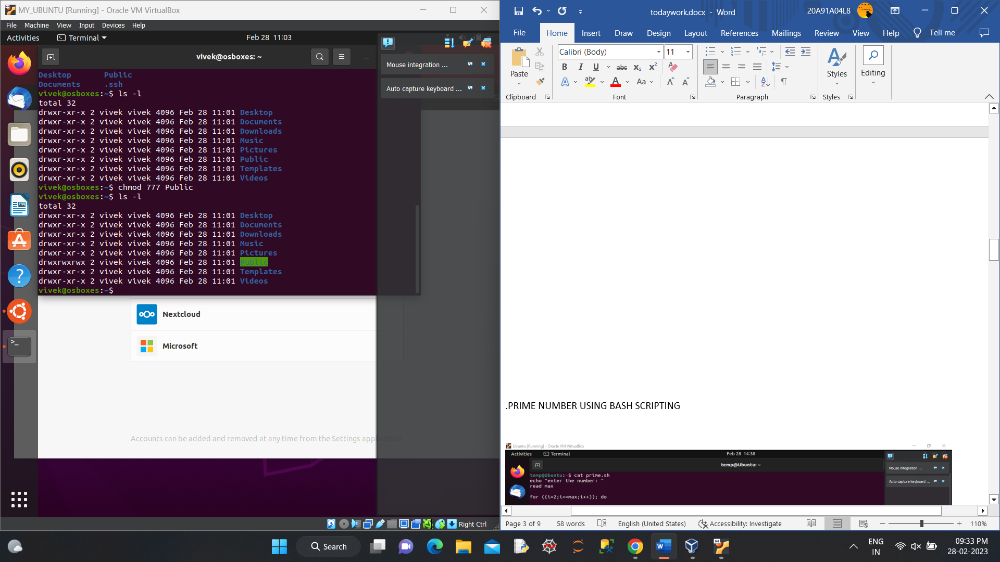 MY_UBUNTU [Running] - Oracle VM VirtualBox
File Machine View Input Devices Help
Activities Terminal Feb 28 11:03
vivek@osboxes: ~
Mouse integration ...
Auto capture keyboard ...
Desktop Public
Documents .ssh
vivek@osboxes:~$ ls -l
total 32
drwxr-xr-x 2 vivek vivek 4096 Feb 28 11:01 Desktop
drwxr-xr-x 2 vivek vivek 4096 Feb 28 11:01 Documents
drwxr-xr-x 2 vivek vivek 4096 Feb 28 11:01 Downloads
drwxr-xr-x 2 vivek vivek 4096 Feb 28 11:01 Music
drwxr-xr-x 2 vivek vivek 4096 Feb 28 11:01 Pictures
drwxr-xr-x 2 vivek vivek 4096 Feb 28 11:01 Public
drwxr-xr-x 2 vivek vivek 4096 Feb 28 11:01 Templates
drwxr-xr-x 2 vivek vivek 4096 Feb 28 11:01 Videos
vivek@osboxes:~$ chmod 777 Public
vivek@osboxes:~$ ls -l
total 32
drwxr-xr-x 2 vivek vivek 4096 Feb 28 11:01 Desktop
drwxr-xr-x 2 vivek vivek 4096 Feb 28 11:01 Documents
drwxr-xr-x 2 vivek vivek 4096 Feb 28 11:01 Downloads
drwxr-xr-x 2 vivek vivek 4096 Feb 28 11:01 Music
drwxr-xr-x 2 vivek vivek 4096 Feb 28 11:01 Pictures
drwxrwxrwx 2 vivek vivek 4096 Feb 28 11:01 Public
drwxr-xr-x 2 vivek vivek 4096 Feb 28 11:01 Templates
drwxr-xr-x 2 vivek vivek 4096 Feb 28 11:01 Videos
vivek@osboxes:~$
Nextcloud
Microsoft
Accounts can be added and removed at any time from the Settings application.
Right Ctrl
todaywork.docx - Word
20A91A04L8
File Home Insert Draw Design Layout References Mailings Review View Help Tell me
Paste
Calibri (Body) 11
Styles
Editing
Clipboard Font Paragraph Styles
.PRIME NUMBER USING BASH SCRIPTING
Ubuntu [Running] - Oracle VM VirtualBox
Activities Terminal Feb 28 14:38
temp@Ubuntu: ~
Mouse integration ...
Auto capture keyboard ...
temp@Ubuntu:~$ cat prime.sh
echo "enter the number: "
read max
for ((i=2;i<=max;i++)); do
Page 3 of 9 58 words English (United States) Accessibility: Investigate 110%
Search
ENG
IN
09:33 PM
28-02-2023